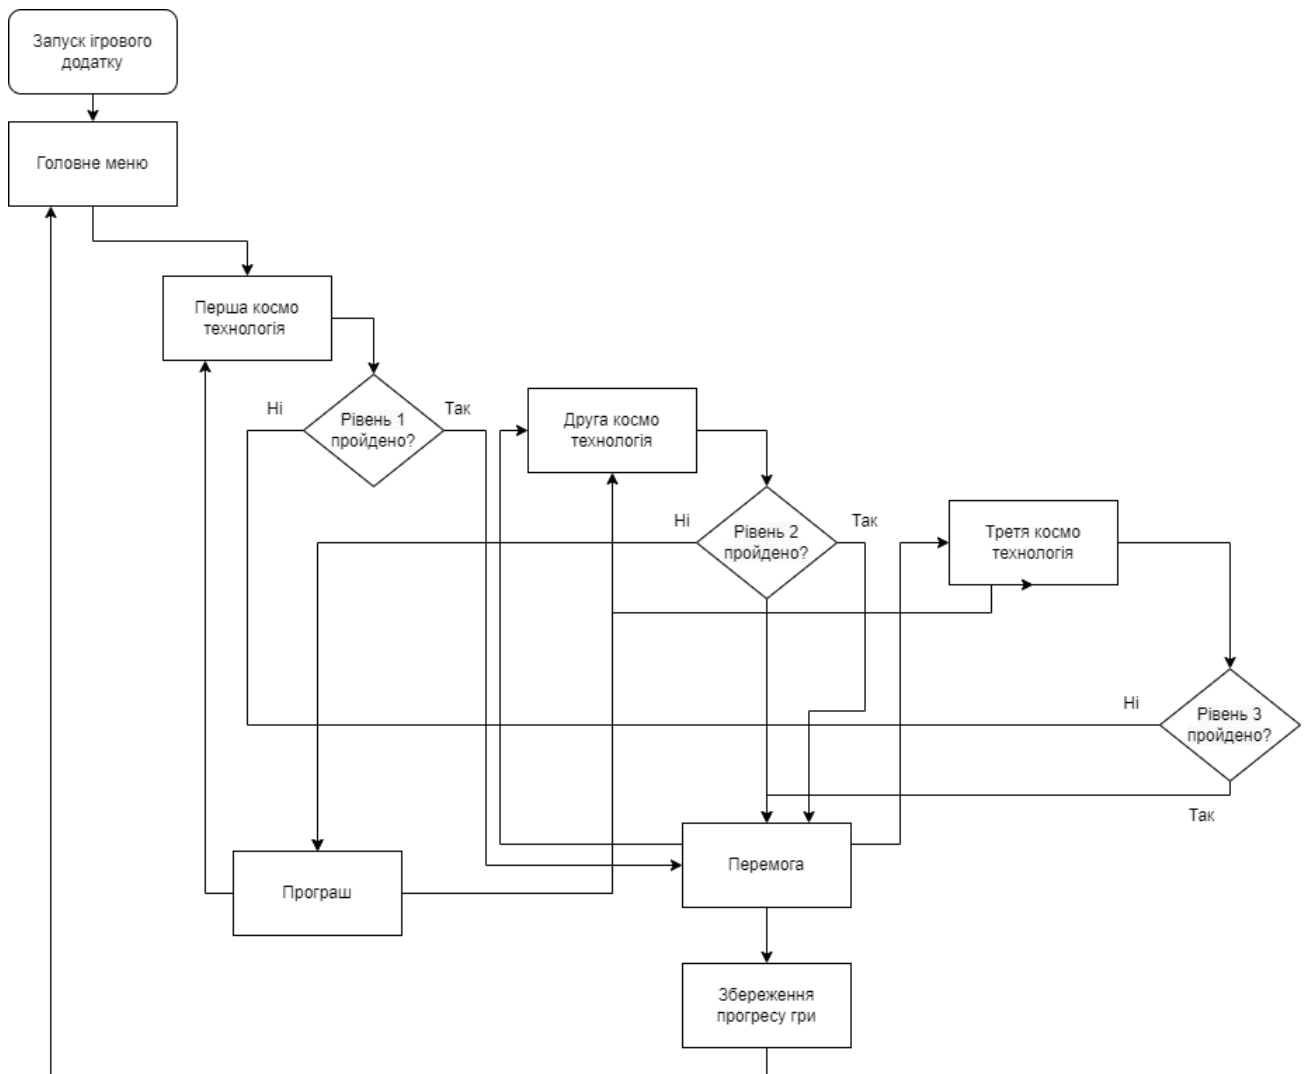 Запуск ігрового
додатку
Головне меню
Перша космо
технологія
Ні
Рівень 1
пройдено?
Так
Друга космо
технологія
Ні
Рівень 2
пройдено?
Так
Третя космо
технологія
Ні
Рівень 3
пройдено?
Так
Перемога
Програш
Збереження
прогресу гри